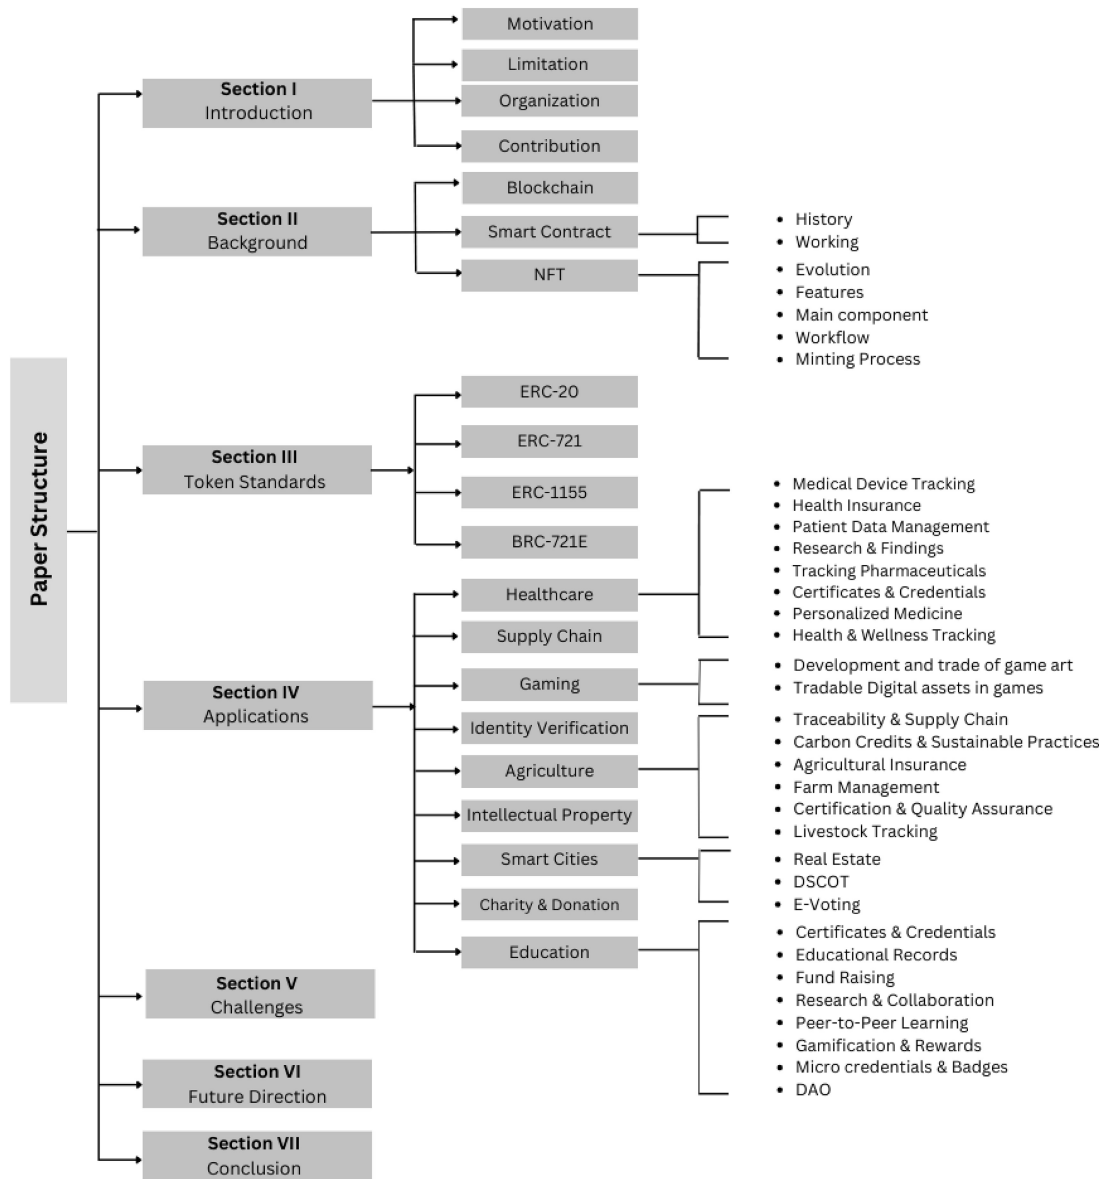 Paper Structure
Section I
Introduction
Motivation
Limitation
Organization
Contribution
Section II
Background
Blockchain
Smart Contract
• History
• Working
NFT
• Evolution
• Features
• Main component
• Workflow
• Minting Process
Section III
Token Standards
ERC-20
ERC-721
ERC-1155
BRC-721E
Section IV
Applications
Healthcare
• Medical Device Tracking
• Health Insurance
• Patient Data Management
• Research & Findings
• Tracking Pharmaceuticals
• Certificates & Credentials
• Personalized Medicine
• Health & Wellness Tracking
Supply Chain
Gaming
• Development and trade of game art
• Tradable Digital assets in games
Identity Verification
Agriculture
• Traceability & Supply Chain
• Carbon Credits & Sustainable Practices
• Agricultural Insurance
• Farm Management
• Certification & Quality Assurance
• Livestock Tracking
Intellectual Property
Smart Cities
• Real Estate
• DSCOT
• E-Voting
Charity & Donation
Education
• Certificates & Credentials
• Educational Records
• Fund Raising
• Research & Collaboration
• Peer-to-Peer Learning
• Gamification & Rewards
• Micro credentials & Badges
• DAO
Section V
Challenges
Section VI
Future Direction
Section VII
Conclusion